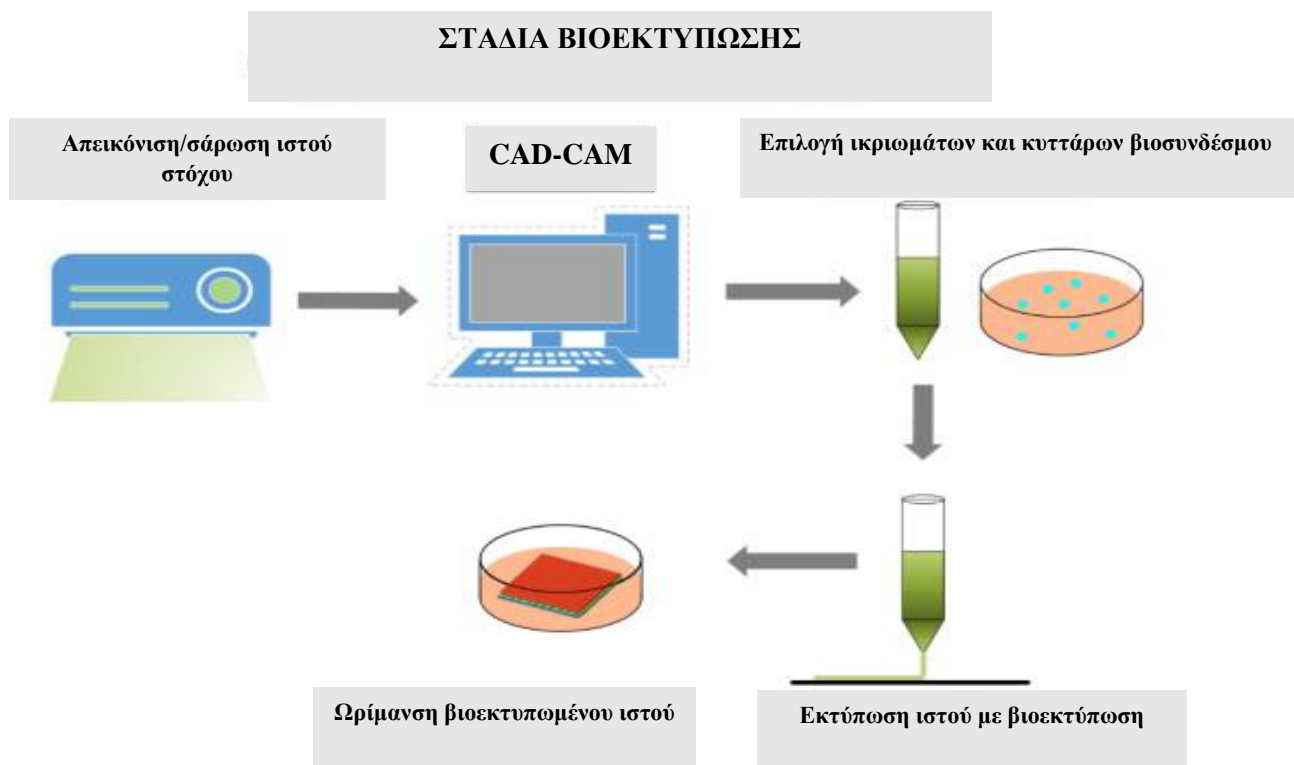 ΣΤΑΔΙΑ ΒΙΟΕΚΤΥΠΩΣΗΣ
Απεικόνιση/σάρωση ιστού
στόχου
CAD-CAM
Επιλογή ικριωμάτων και κυττάρων βιοσυνδέσμου
Ωρίμανση βιοεκτυπωμένου ιστού
Εκτύπωση ιστού με βιοεκτύπωση